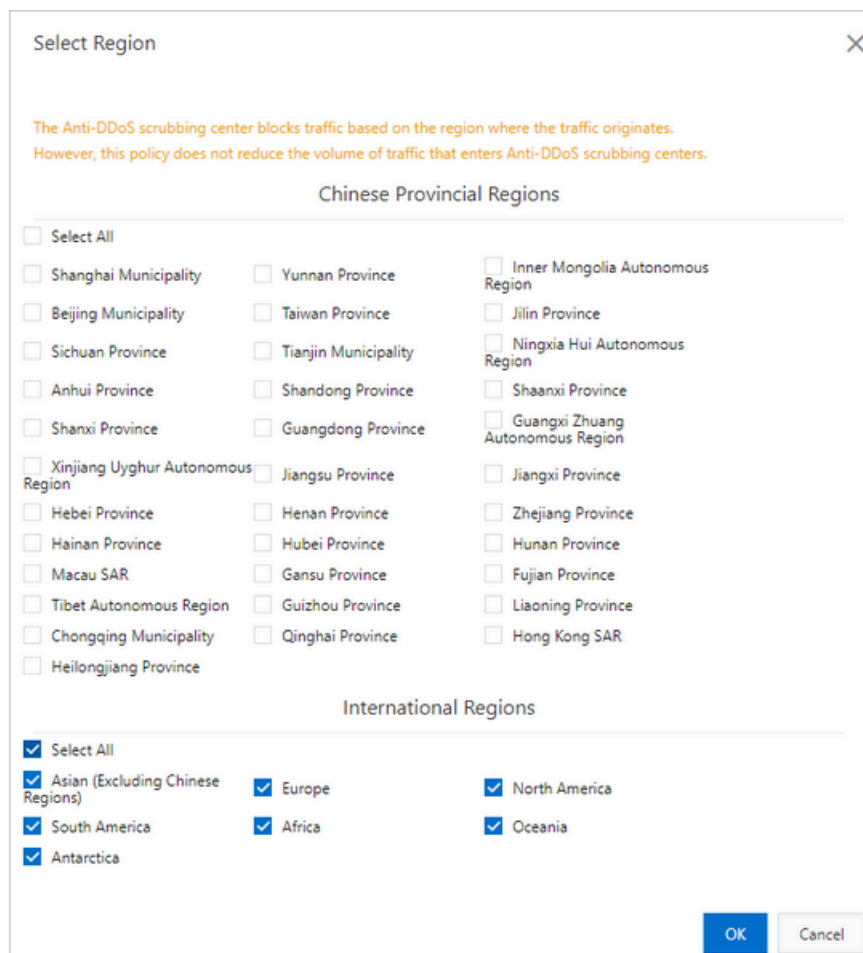 Select Region
The Anti-DDoS scrubbing center blocks traffic based on the region where the traffic originates.
However, this policy does not reduce the volume of traffic that enters Anti-DDoS scrubbing centers.
Chinese Provincial Regions
Select All
Shanghai Municipality
Yunnan Province
Inner Mongolia Autonomous
Region
Beijing Municipality
Taiwan Province
Jilin Province
Sichuan Province
Tianjin Municipality
Ningxia Hui Autonomous
Region
Anhui Province
Shandong Province
Shaanxi Province
Shanxi Province
Guangdong Province
Guangxi Zhuang
Autonomous Region
Xinjiang Uyghur Autonomous
Region
Jiangsu Province
Jiangxi Province
Hebei Province
Henan Province
Zhejiang Province
Hainan Province
Hubei Province
Hunan Province
Macau SAR
Gansu Province
Fujian Province
Tibet Autonomous Region
Guizhou Province
Liaoning Province
Chongqing Municipality
Qinghai Province
Hong Kong SAR
Heilongjiang Province
International Regions
Select All
Asian (Excluding Chinese
Regions)
Europe
North America
South America
Africa
Oceania
Antarctica
OK
Cancel